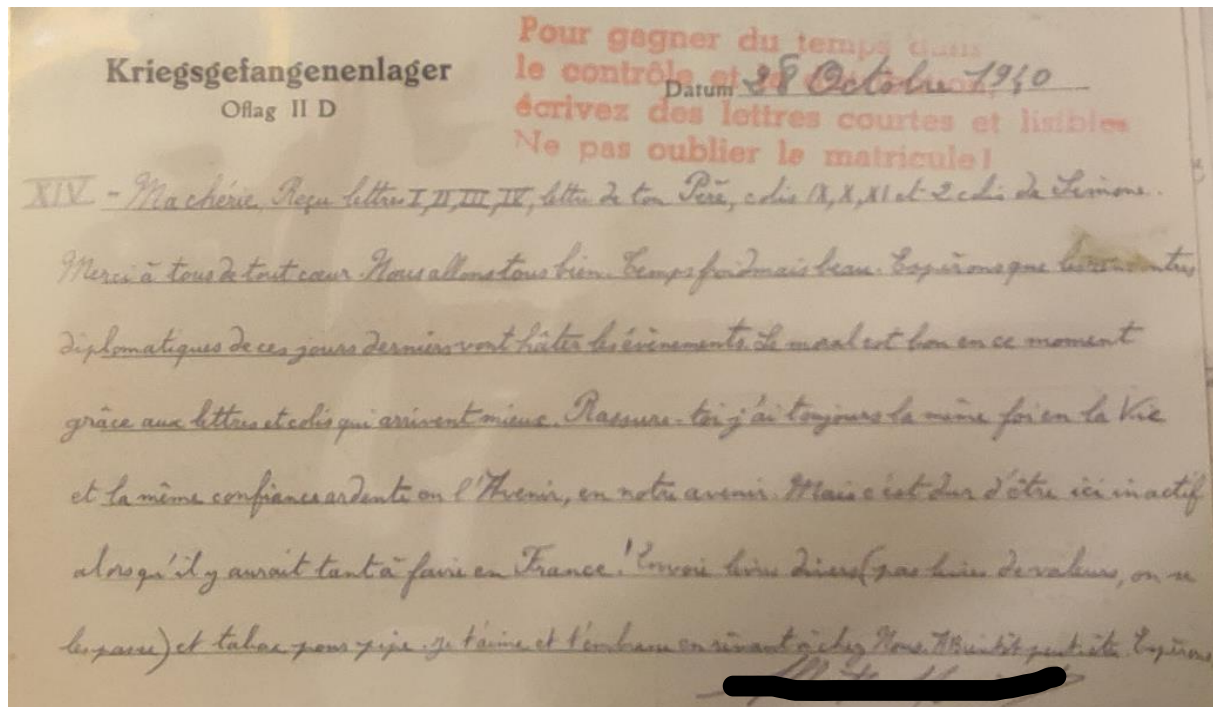 Pour gagner du temps dans
Kriegsgefangenenlager
le contrôle et
Datum 28 Octobre 1940
Oflag II D
écrivez des lettres courtes et lisibles
Ne pas oublier le matricule!
XIV - Ma chérie, Reçu lettres I, II, III, IV, lettre de ton Père, colis IX, X, XI et 2 colis de Simone.
Merci à tous de tout cœur. Nous allons tous bien. Temps froid mais beau. Espérons que les rencontres
diplomatiques de ces jours derniers vont hâter les évènements. Le moral est bon en ce moment
grâce aux lettres et colis qui arrivent mieux. Rassure-toi j'ai toujours la même foi en la Vie
et la même confiance ardente en l'Avenir, en notre avenir. Mais c'est dur d'être ici inactif
alors qu'il y aurait tant à faire en France! Envoie livres divers (pas livres de valeurs, on se
les passe) et tabac pour pipe. Je t'aime et t'embrasse en rêvant à chez Nous. A Bientôt peut-être. Espérons